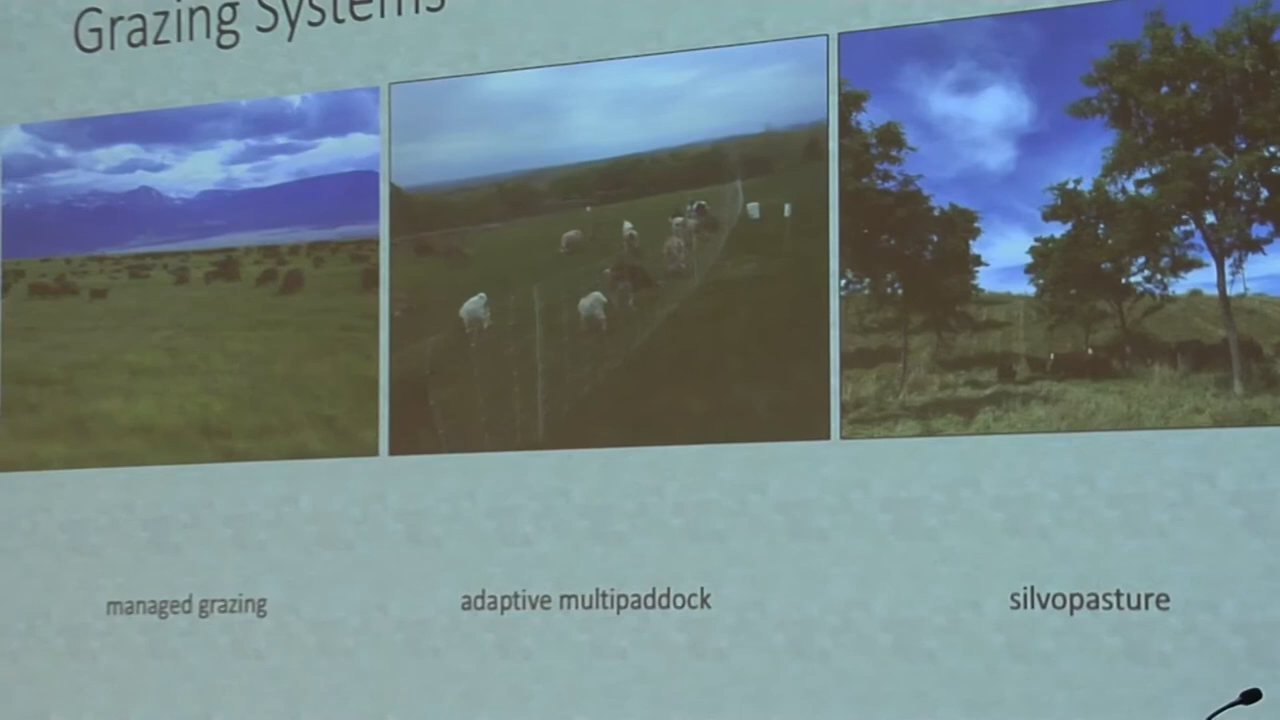 Grazing Systems
managed grazing
adaptive multipaddock
silvopasture